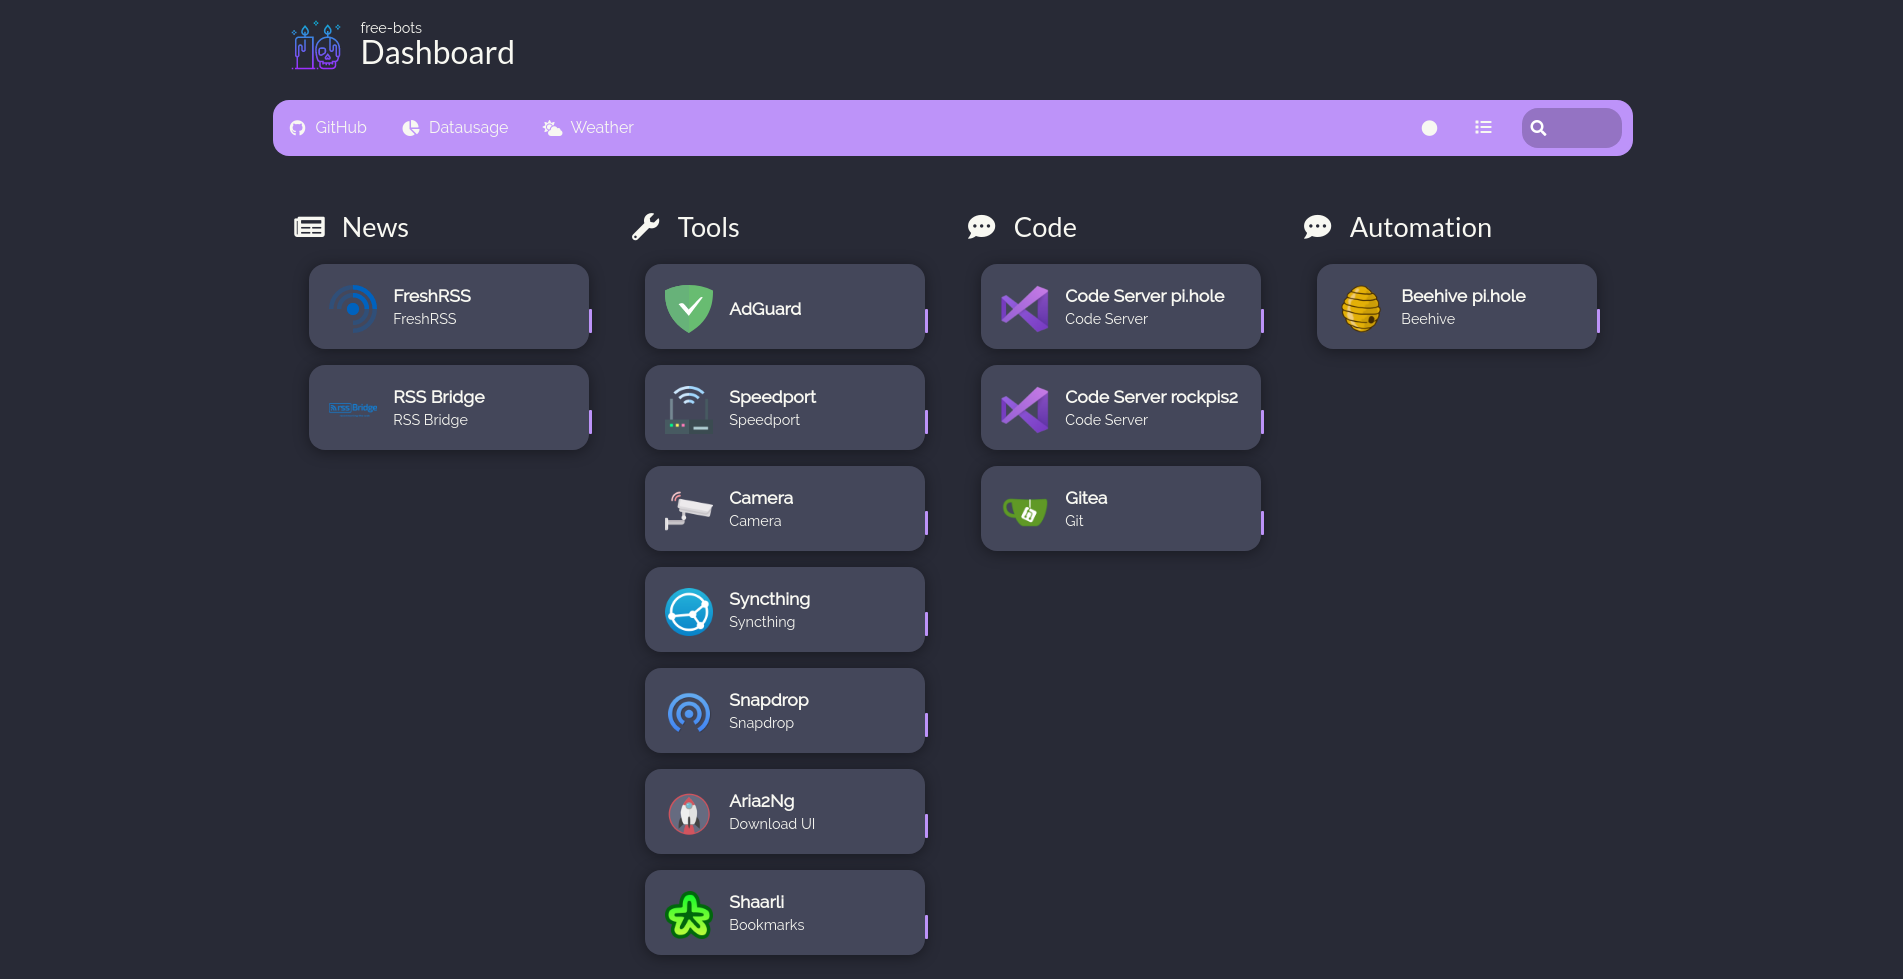 free-bots
Dashboard
GitHub
Datausage
Weather
News
FreshRSS
FreshRSS
RSS Bridge
RSS Bridge
Tools
AdGuard
Speedport
Speedport
Camera
Camera
Syncthing
Syncthing
Snapdrop
Snapdrop
Aria2Ng
Download UI
Shaarli
Bookmarks
Code
Code Server pi.hole
Code Server
Code Server rockpis2
Code Server
Gitea
Git
Automation
Beehive pi.hole
Beehive